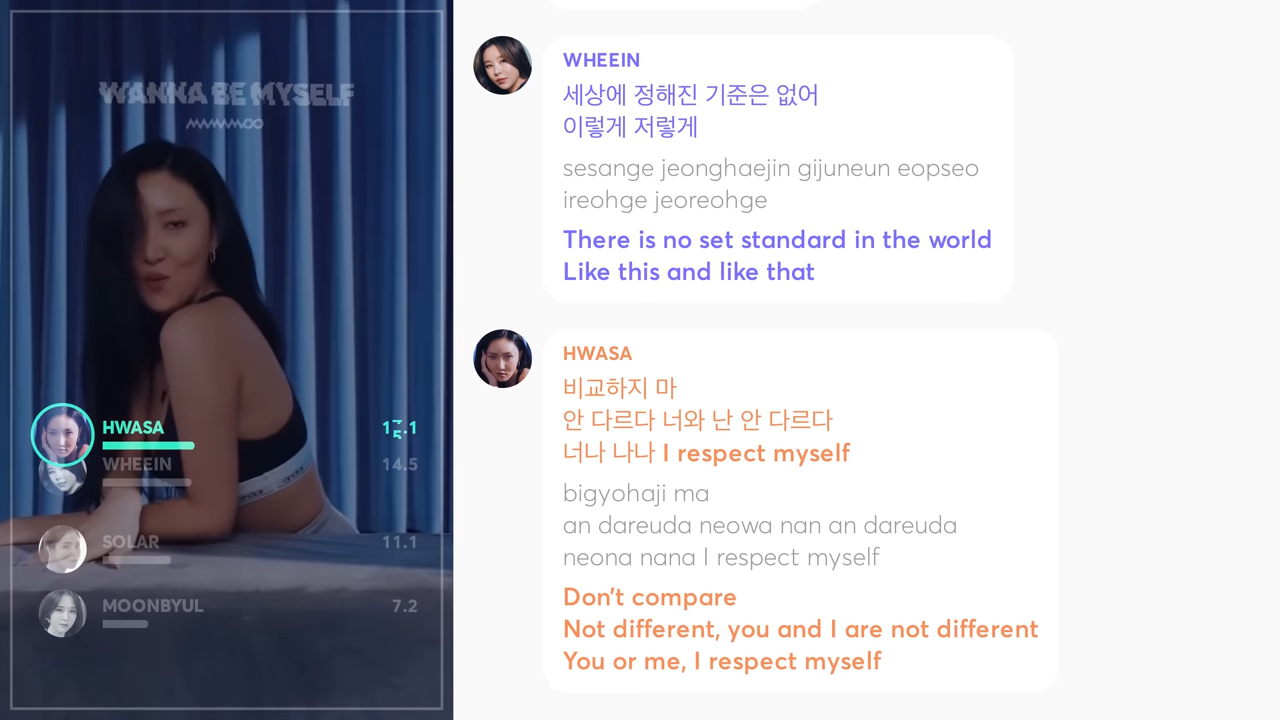 WANNA BE MYSELF
MAMAMOO
HWASA
WHEEIN 14.5
SOLAR 11.1
MOONBYUL 7.2
andar
WHEEIN
세상에 정해진 기준은 없어
이렇게 저렇게
sesange jeonghaejin gijuneun eopseo
ireohge jeoreohge
There is no set standard in the world
Like this and like that
HWASA
비교하지 마
안 다르다 너와 난 안 다르다
너나 나나 I respect myself
bigyohaji ma
an dareuda neowa nan an dareuda
neona nana I respect myself
Don't compare
Not different, you and I are not different
You or me, I respect myself